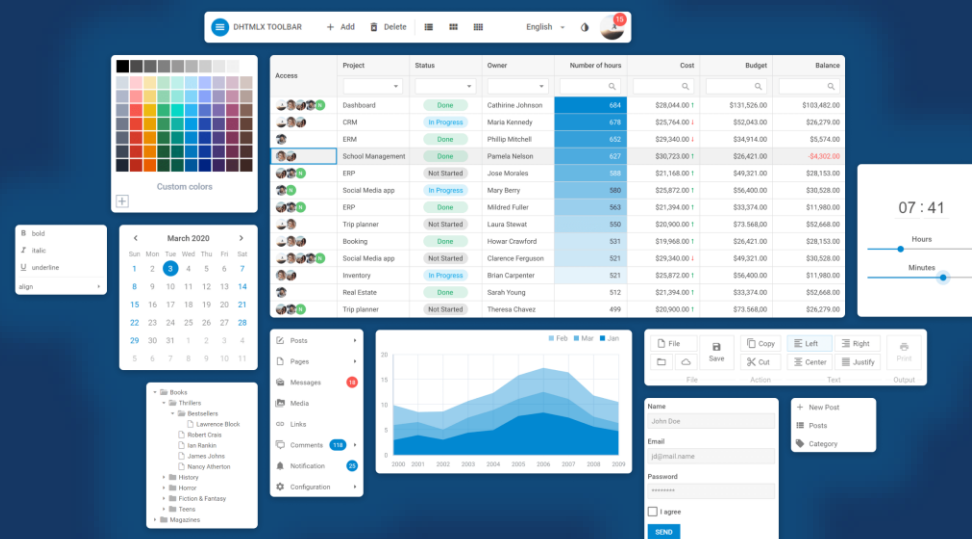 DHTMLX TOOLBAR + Add Delete English 15
Access Project Status Owner Number of hours Cost Budget Balance
Dashboard Done Cathrine Johnson 684 $28,044.00 ↑ $131,526.00 $103,482.00
CRM In Progress Maria Kennedy 678 $25,764.00 ↓ $52,043.00 $26,279.00
ERM Done Phillip Mitchell 652 $29,340.00 ↓ $34,914.00 $5,574.00
School Management Done Pamela Nelson 627 $30,723.00 ↑ $26,421.00 -$4,302.00
N ERP Not Started Jose Morales 588 $21,168.00 ↑ $49,321.00 $28,153.00
N Social Media app In Progress Mary Berry 580 $25,872.00 ↑ $56,400.00 $30,528.00
N ERP Done Mildred Fuller 563 $21,394.00 ↑ $33,374.00 $11,980.00
Trip planner Not Started Laura Stewat 550 $20,900.00 ↑ $73.568,00 $52,668.00
Booking Done Howar Crawford 531 $19,968.00 ↑ $26,421.00 $28,153.00
N Social Media app Not Started Clarence Ferguson 521 $29,340.00 ↓ $49,321.00 $30,528.00
Inventory In Progress Brian Carpenter 521 $25,872.00 ↑ $56,400.00 $11,980.00
Real Estate Done Sarah Young 512 $21,394.00 ↑ $33,374.00 $52,668.00
N Trip planner Not Started Theresa Chavez 499 $20,900.00 ↑ $73.568,00 $26,279.00
Custom colors
B bold
I italic
U underline
align
March 2020
Sun Mon Tue Wed Thu Fri Sat
1 2 3 4 5 6 7
8 9 10 11 12 13 14
15 16 17 18 19 20 21
22 23 24 25 26 27 28
29 30 31 1 2 3 4
5 6 7 8 9 10 11
07 : 41
Hours
Minutes
Books
Thrillers
Bestsellers
Lawrence Block
Robert Crais
Ian Rankin
James Johns
Nancy Atherton
History
Horror
Fiction & Fantasy
Teens
Magazines
Posts
Pages
Messages
Media
Links
Comments 118
Notification 25
Configuration
Feb Mar Jan
20
15
10
5
0
2000 2001 2002 2003 2004 2005 2006 2007 2008 2009
File Save Copy Left Right Print
Cut Center Justify
File Action Text Output
Name
John Doe
Email
jd@mail.name
Password
********
I agree
SEND
+ New Post
Posts
Category